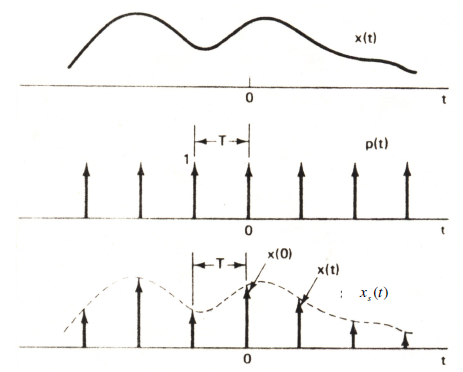 x(t)
0 t
T
1 p(t)
0 t
T x(0)
x(t) : xₛ(t)
0 t